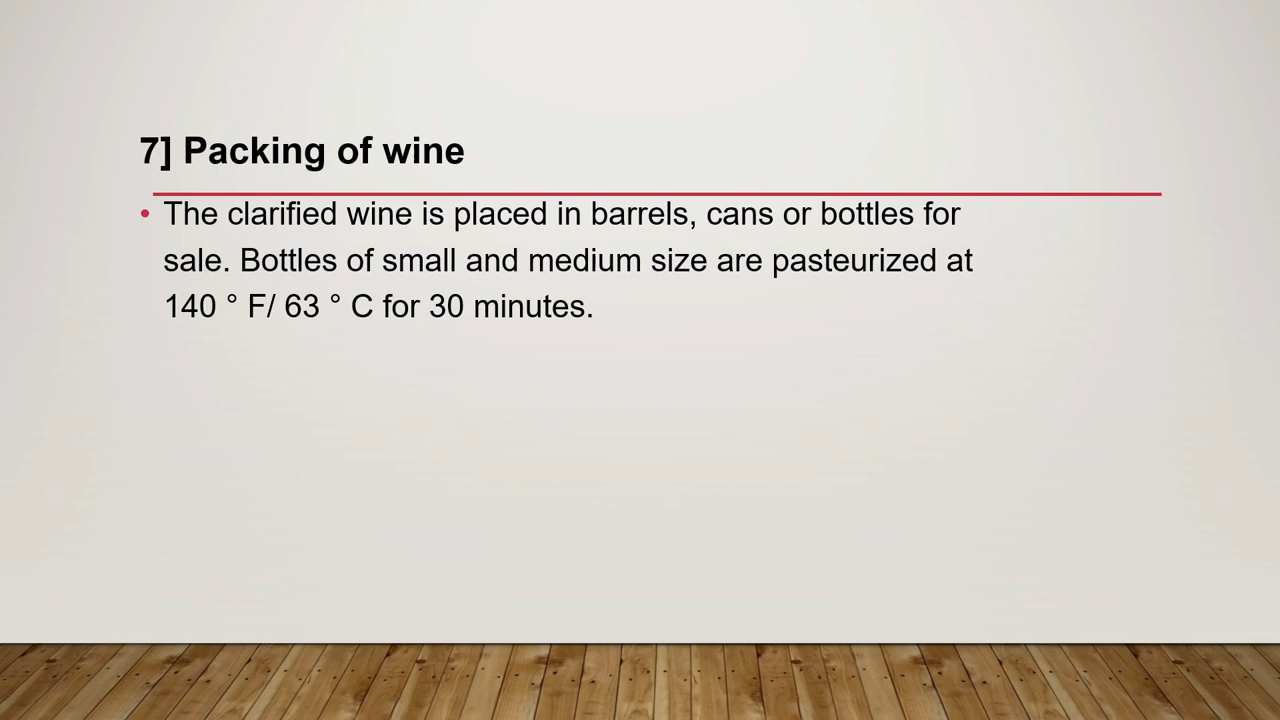 7] Packing of wine
• The clarified wine is placed in barrels, cans or bottles for
sale. Bottles of small and medium size are pasteurized at
140 ° F/ 63 ° C for 30 minutes.